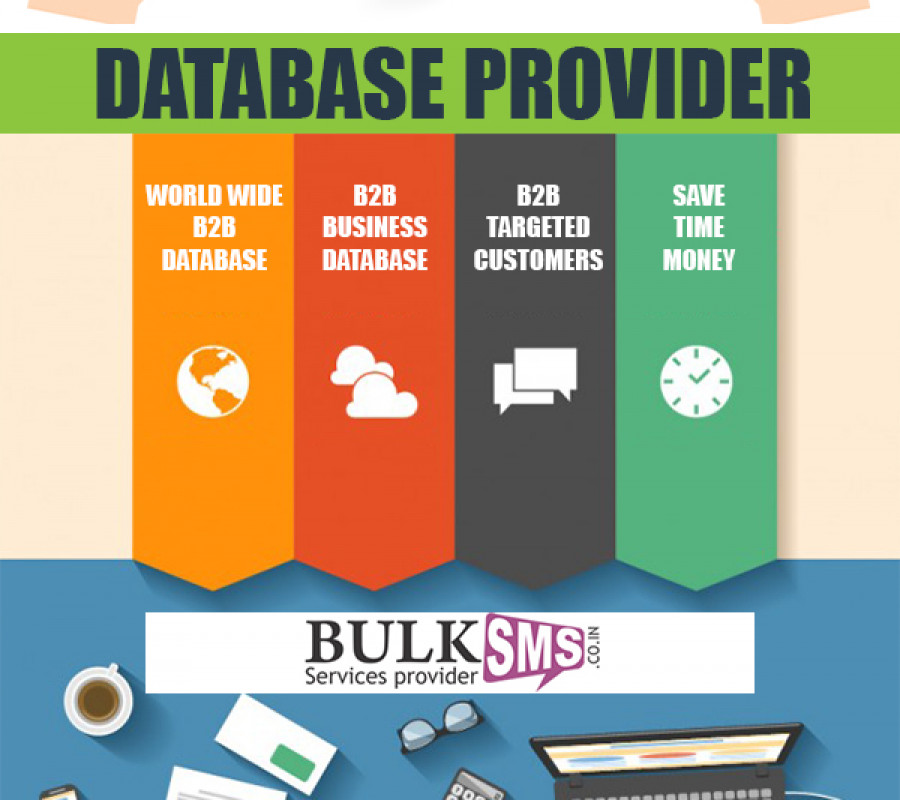 DATABASE PROVIDER
WORLD WIDE
B2B
DATABASE
B2B
BUSINESS
DATABASE
B2B
TARGETED
CUSTOMERS
SAVE
TIME
MONEY
BULK SMS .CO.IN
Services provider